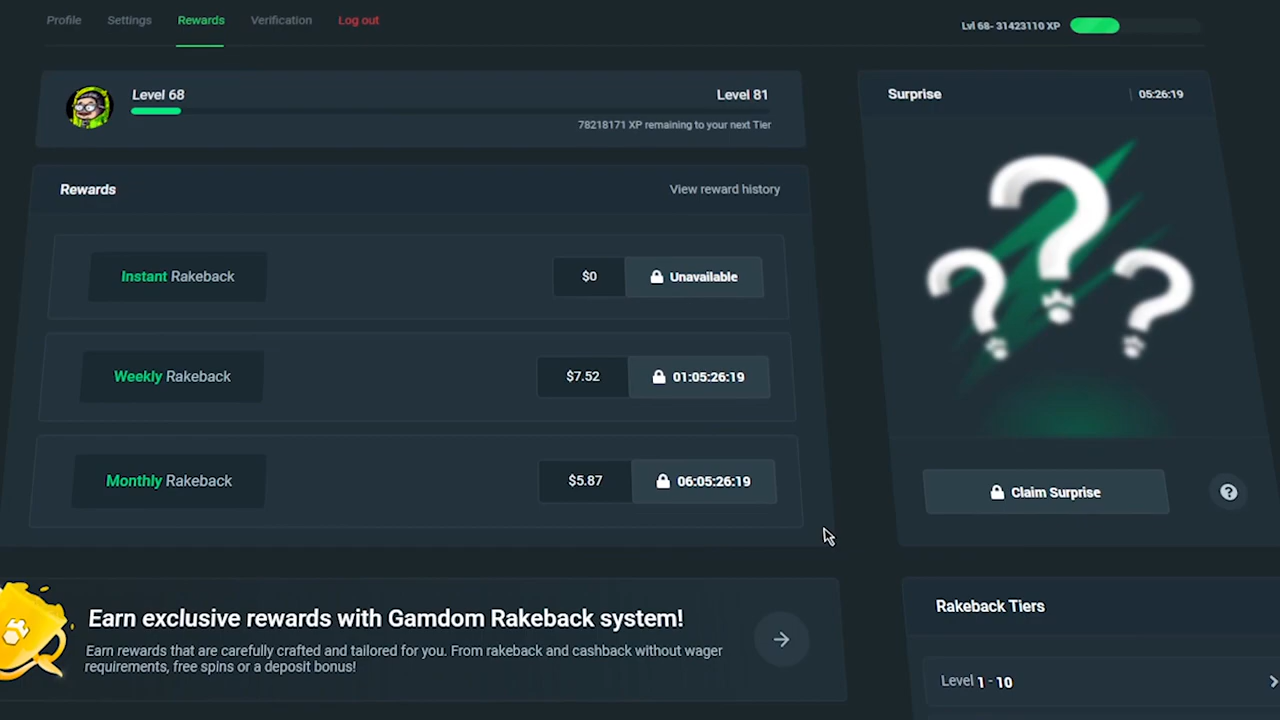 Profile Settings Rewards Verification Log out
Lvl 68- 31423110 XP
Level 68
Level 81
78218171 XP remaining to your next Tier
Surprise
05:26:19
Rewards
View reward history
Instant Rakeback
$0
Unavailable
Weekly Rakeback
$7.52
01:05:26:19
Monthly Rakeback
$5.87
06:05:26:19
Claim Surprise
?
Earn exclusive rewards with Gamdom Rakeback system!
Earn rewards that are carefully crafted and tailored for you. From rakeback and cashback without wager
requirements, free spins or a deposit bonus!
Rakeback Tiers
Level 1 - 10